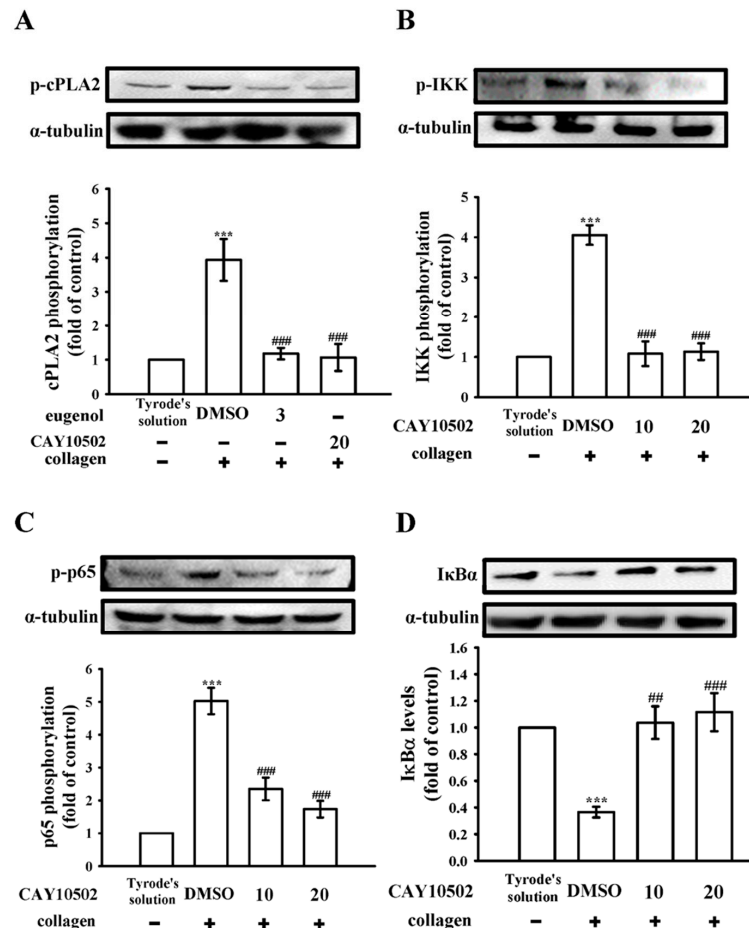 A
p-cPLA2
α-tubulin
cPLA2 phosphorylation
(fold of control)
6
5
4
3
2
1
0
***
###
###
eugenol
Tyrode's
solution
DMSO
3
–
CAY10502
–
–
–
20
collagen
–
+
+
+
B
p-IKK
α-tubulin
IKK phosphorylation
(fold of control)
5
4
3
2
1
0
***
###
###
CAY10502
Tyrode's
solution
DMSO
10
20
collagen
–
+
+
+
C
p-p65
α-tubulin
p65 phosphorylation
(fold of control)
6
5
4
3
2
1
0
***
###
###
CAY10502
Tyrode's
solution
DMSO
10
20
collagen
–
+
+
+
D
IκBα
α-tubulin
IκBα levels
(fold of control)
1.6
1.4
1.2
1.0
0.8
0.6
0.4
0.2
0.0
***
##
###
CAY10502
Tyrode's
solution
DMSO
10
20
collagen
–
+
+
+